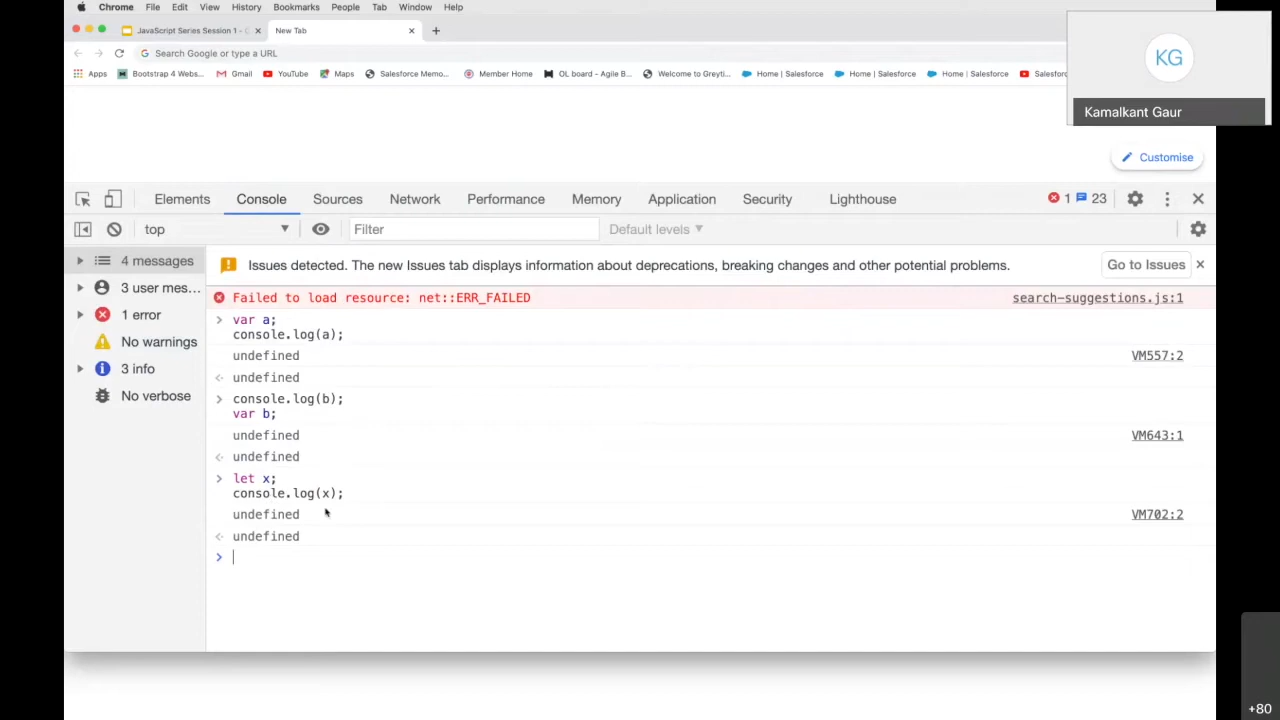 Chrome File Edit View History Bookmarks People Tab Window Help
JavaScript Series Session 1 - New Tab
Search Google or type a URL
Apps Bootstrap 4 Webs... Gmail YouTube Maps Salesforce Memo... Member Home OL board - Agile B... Welcome to Greyti... Home | Salesforce Home | Salesforce Home | Salesforce
KG
Kamalkant Gaur
Customise
Elements Console Sources Network Performance Memory Application Security Lighthouse 1 23
top Filter Default levels
4 messages
3 user mes...
1 error
No warnings
3 info
No verbose
Issues detected. The new Issues tab displays information about deprecations, breaking changes and other potential problems. Go to Issues
Failed to load resource: net::ERR_FAILED search-suggestions.js:1
var a;
console.log(a);
undefined VM557:2
undefined
console.log(b);
var b;
undefined VM643:1
undefined
let x;
console.log(x);
undefined VM702:2
undefined
+80